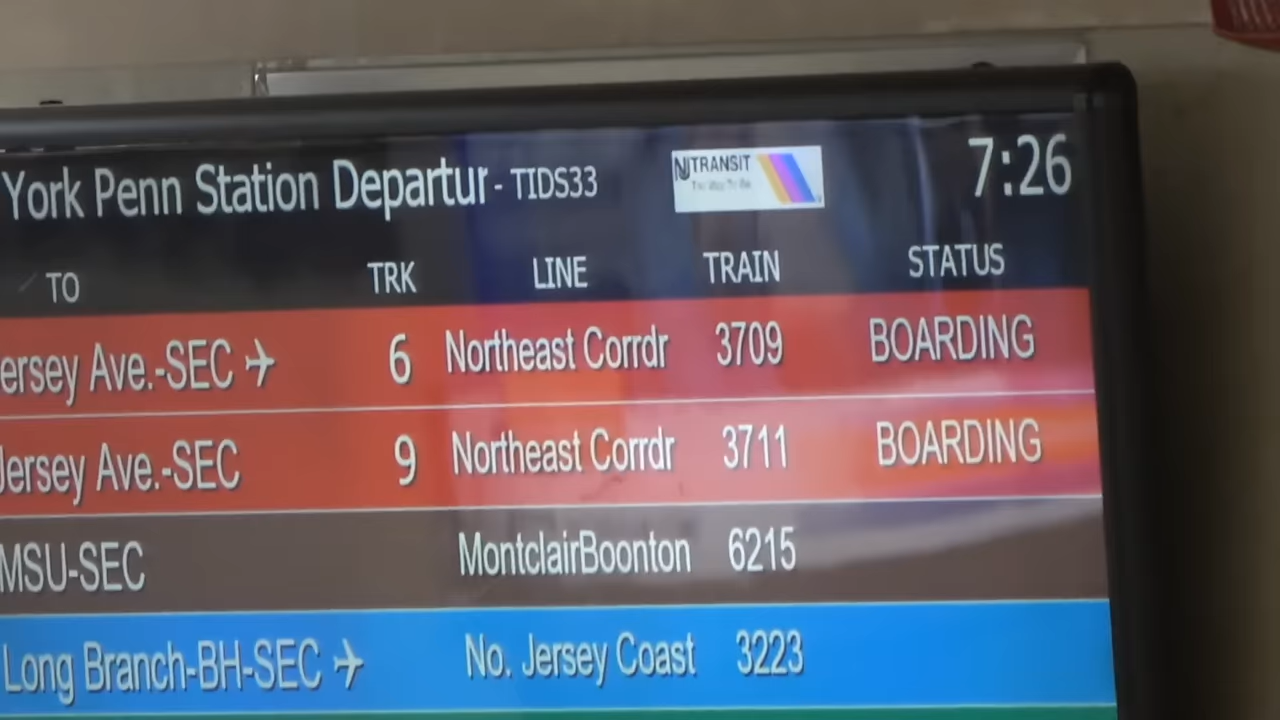 York Penn Station Departur - TIDS33 NJTRANSIT 7:26
TO TRK LINE TRAIN STATUS
ersey Ave.-SEC ✈ 6 Northeast Corrdr 3709 BOARDING
Jersey Ave.-SEC 9 Northeast Corrdr 3711 BOARDING
MSU-SEC MontclairBoonton 6215
Long Branch-BH-SEC ✈ No. Jersey Coast 3223